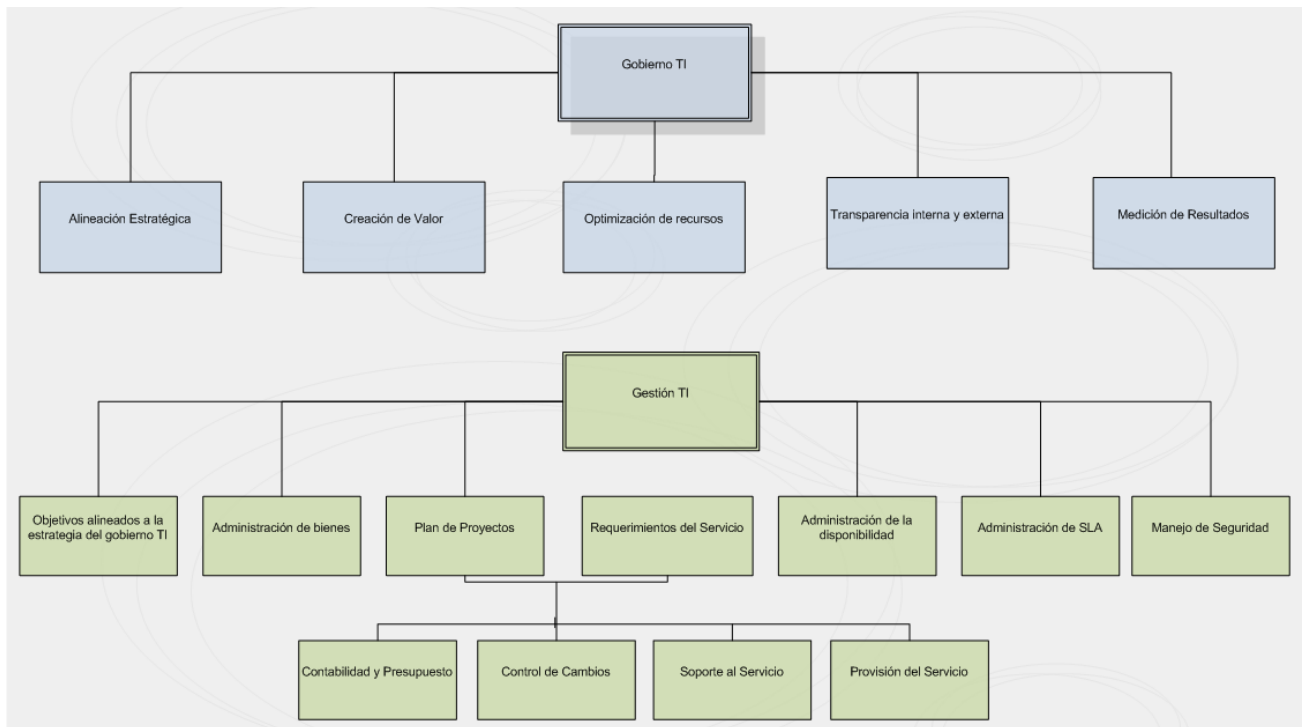 Gobierno TI
Alineación Estratégica
Creación de Valor
Optimización de recursos
Transparencia interna y externa
Medición de Resultados
Gestión TI
Objetivos alineados a la
estrategia del gobierno TI
Administración de bienes
Plan de Proyectos
Requerimientos del Servicio
Administración de la
disponibilidad
Administración de SLA
Manejo de Seguridad
Contabilidad y Presupuesto
Control de Cambios
Soporte al Servicio
Provisión del Servicio